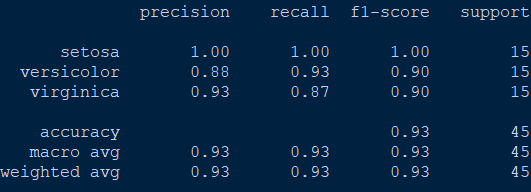 precision recall f1-score support
setosa 1.00 1.00 1.00 15
versicolor 0.88 0.93 0.90 15
virginica 0.93 0.87 0.90 15
accuracy 0.93 45
macro avg 0.93 0.93 0.93 45
weighted avg 0.93 0.93 0.93 45